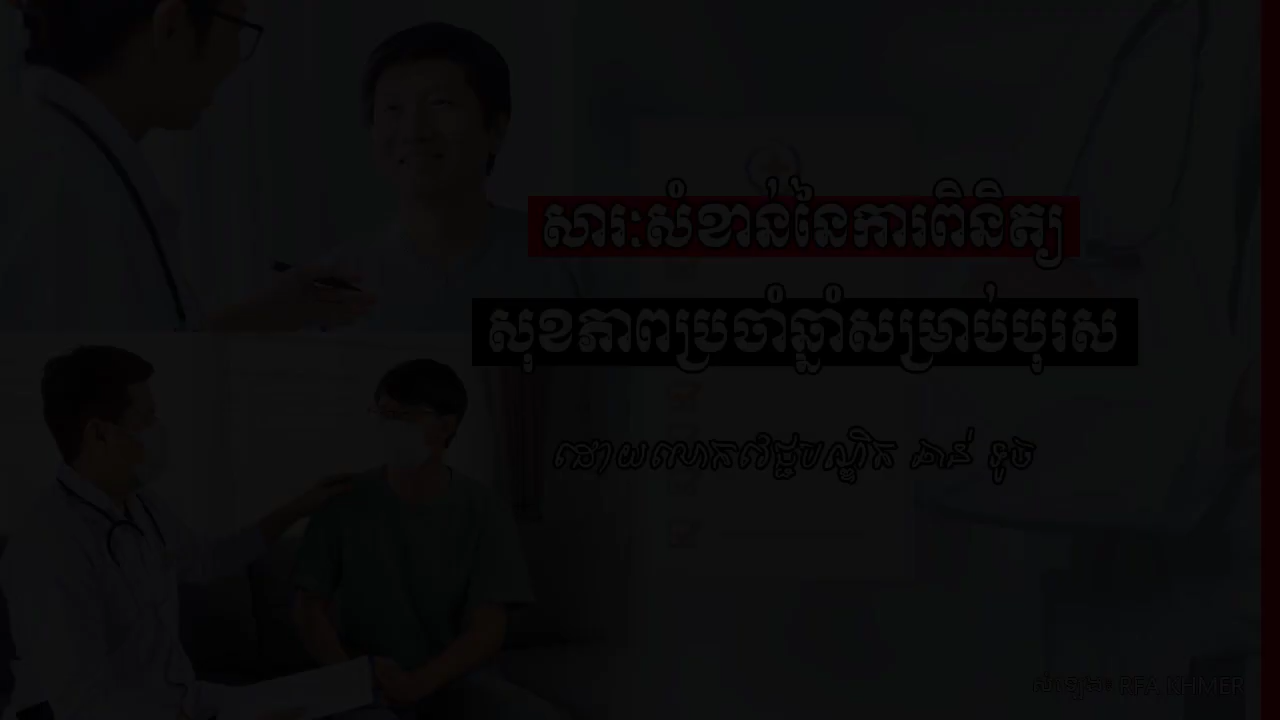 សារៈសំខាន់នៃការពិនិត្យ
សុខភាពប្រចាំឆ្នាំសម្រាប់បុរស
ដោយលោកវេជ្ជបណ្ឌិត ឆាន់ ទូច
RFA KHMER